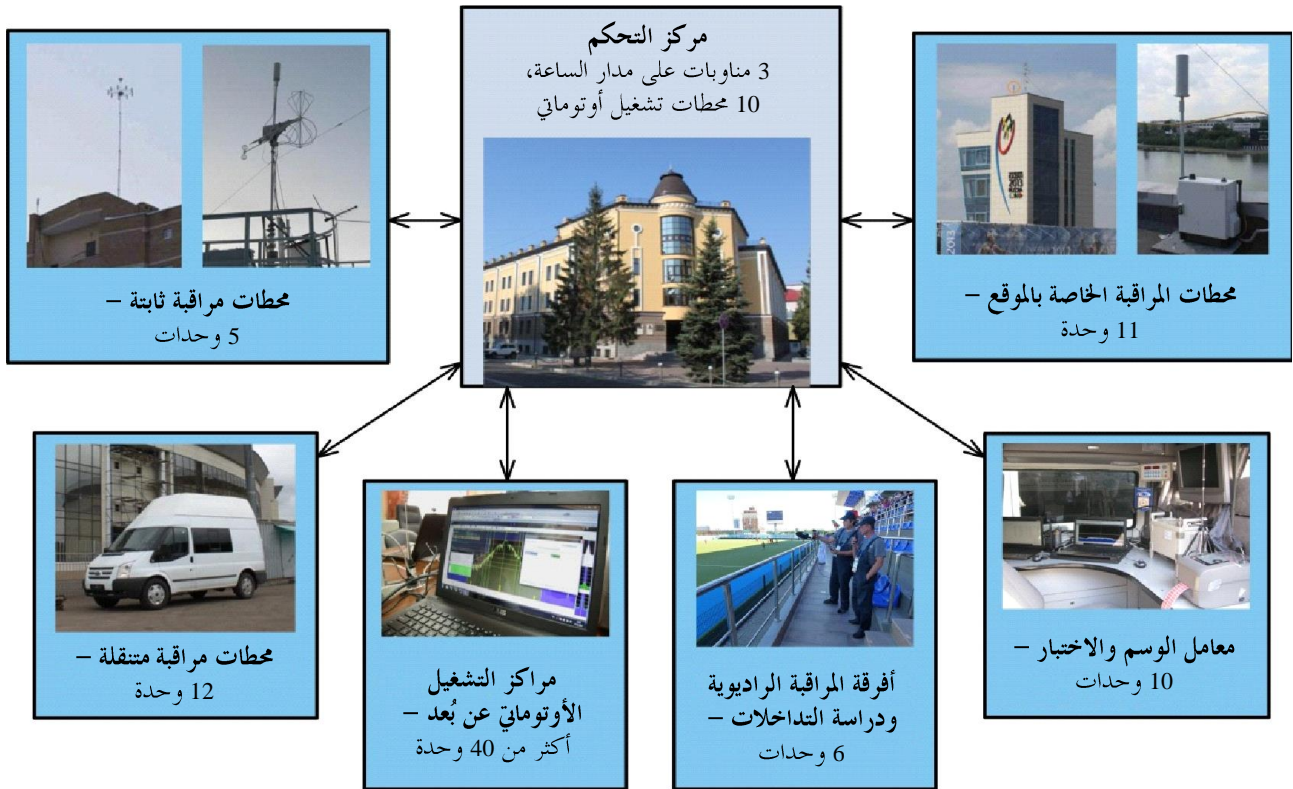 مركز التحكم
3 مناوبات على مدار الساعة،
10 محطات تشغيل أوتوماتي
محطات المراقبة الخاصة بالموقع –
11 وحدة
محطات مراقبة ثابتة –
5 وحدات
معامل الوسم والاختبار –
10 وحدات
أفرقة المراقبة الراديوية
ودراسة التداخلات –
6 وحدات
مراكز التشغيل
الأوتوماتي عن بُعد –
أكثر من 40 وحدة
محطات مراقبة متنقلة –
12 وحدة
2013
2013